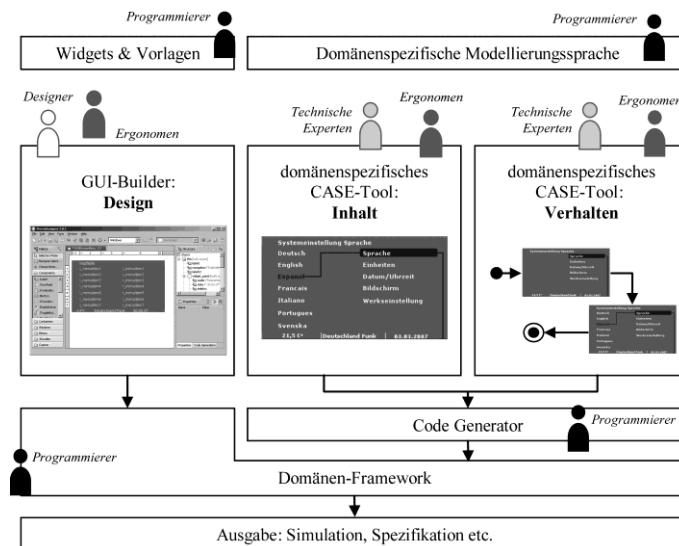 Programmierer
Programmierer
Widgets & Vorlagen
Domänenspezifische Modellierungssprache
Designer
Ergonomen
Technische
Experten
Ergonomen
Technische
Experten
Ergonomen
GUI-Builder:
Design
domänenspezifisches
CASE-Tool:
Inhalt
domänenspezifisches
CASE-Tool:
Verhalten
Systemeinstellung Sprache
Deutsch
Sprache
English
Einheiten
Espanol
Datum/Uhrzeit
Francais
Bildschirm
Italiano
Werkseinstellung
Portugues
Svenska
21,5 C°
Deutschland Funk
03.03.2007
Code Generator
Programmierer
Programmierer
Domänen-Framework
Ausgabe: Simulation, Spezifikation etc.